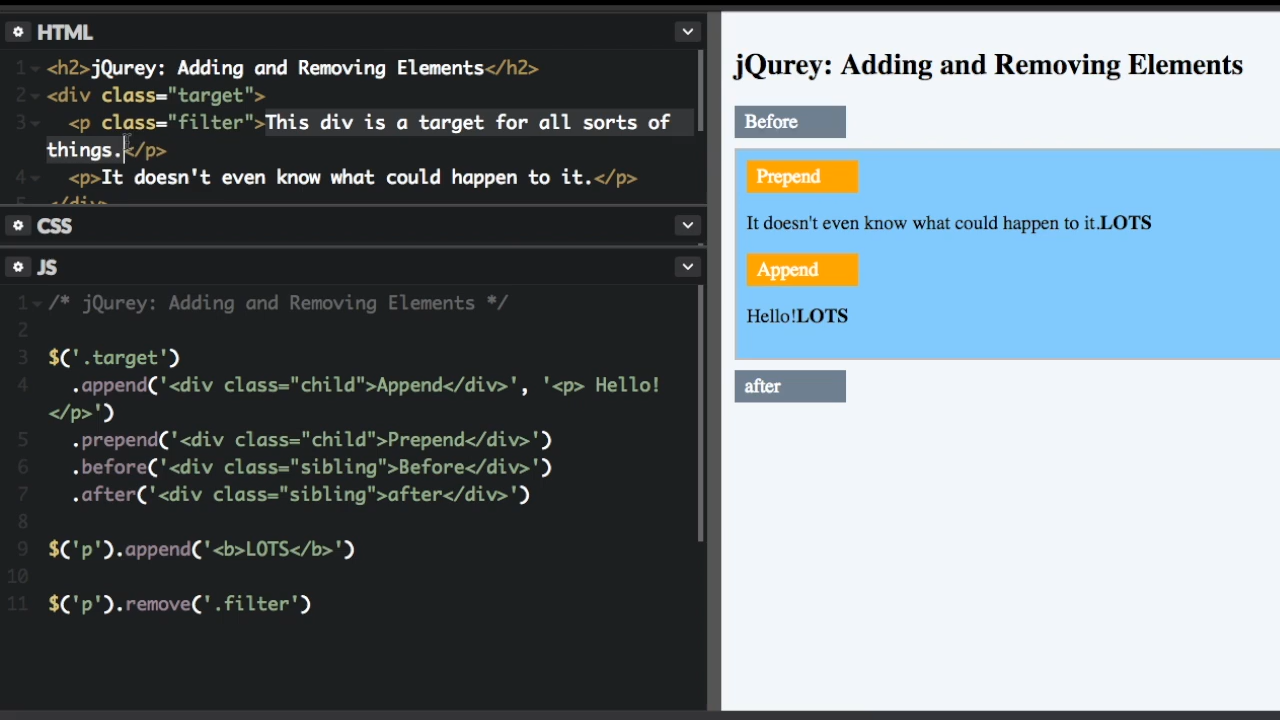 HTML
1 <h2>jQurey: Adding and Removing Elements</h2>
2 <div class="target">
3 <p class="filter">This div is a target for all sorts of
things.</p>
4 <p>It doesn't even know what could happen to it.</p>
5 </div>
CSS
JS
1 /* jQurey: Adding and Removing Elements */
2
3 $('.target')
4 .append('<div class="child">Append</div>', '<p> Hello!
</p>')
5 .prepend('<div class="child">Prepend</div>')
6 .before('<div class="sibling">Before</div>')
7 .after('<div class="sibling">after</div>')
8
9 $('p').append('<b>LOTS</b>')
10
11 $('p').remove('.filter')
jQurey: Adding and Removing Elements
Before
Prepend
It doesn't even know what could happen to it.LOTS
Append
Hello!LOTS
after